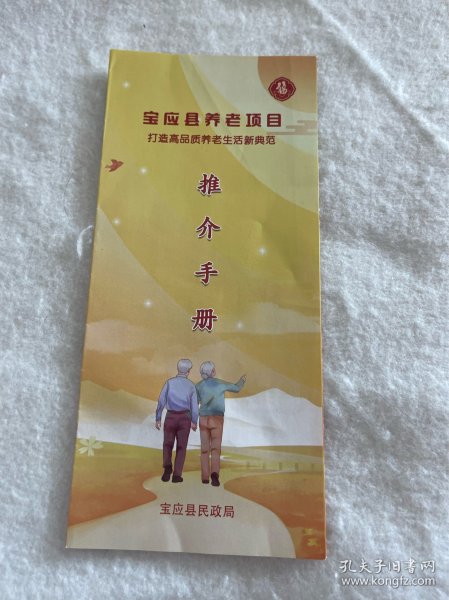 宝应县养老项目
打造高品质养老生活新典范
推
介
手
册
宝应县民政局
孔夫子旧书网
www.kongfz.com